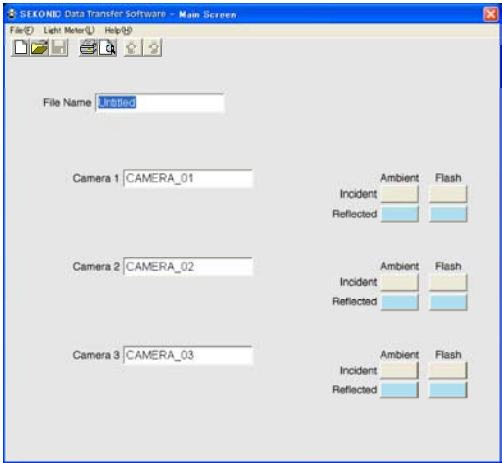 SEKONIC Data Transfer Software - Main Screen
File(F) Light Meter(L) Help(H)
File Name Untitled
Camera 1 CAMERA_01
Ambient Flash
Incident
Reflected
Camera 2 CAMERA_02
Ambient Flash
Incident
Reflected
Camera 3 CAMERA_03
Ambient Flash
Incident
Reflected